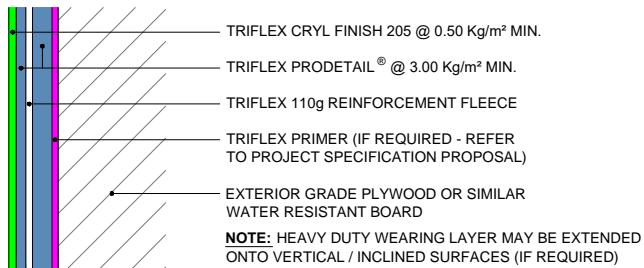 TRIFLEX CRYL FINISH 205 @ 0.50 Kg/m² MIN.
TRIFLEX PRODETAIL® @ 3.00 Kg/m² MIN.
TRIFLEX 110g REINFORCEMENT FLEECE
TRIFLEX PRIMER (IF REQUIRED - REFER
TO PROJECT SPECIFICATION PROPOSAL)
EXTERIOR GRADE PLYWOOD OR SIMILAR
WATER RESISTANT BOARD
NOTE: HEAVY DUTY WEARING LAYER MAY BE EXTENDED
ONTO VERTICAL / INCLINED SURFACES (IF REQUIRED)